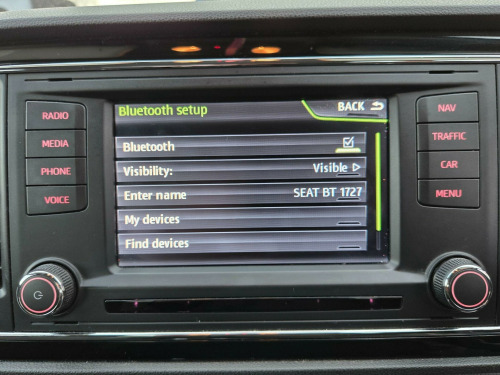 Bluetooth setup
BACK
RADIO
MEDIA
PHONE
VOICE
Bluetooth
Visibility: Visible
Enter name SEAT BT 1727
My devices
Find devices
NAV
TRAFFIC
CAR
MENU